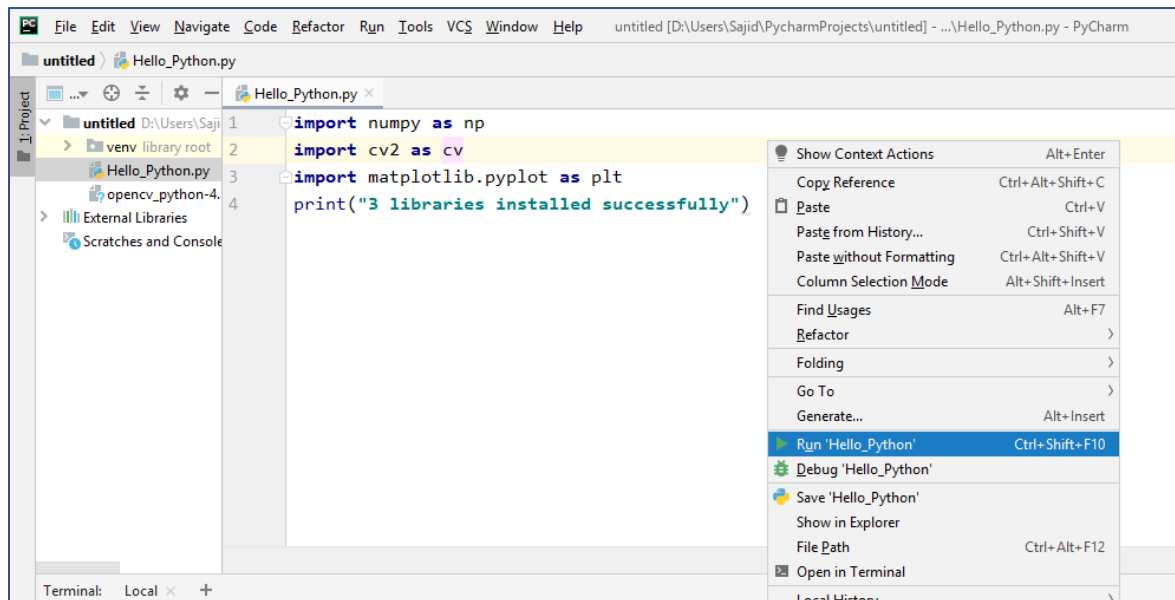 PC File Edit View Navigate Code Refactor Run Tools VCS Window Help untitled [D:\Users\Sajid\PycharmProjects\untitled] - ...\Hello_Python.py - PyCharm
untitled Hello_Python.py
1: Project
... Hello_Python.py
untitled D:\Users\Saji
venv library root
Hello_Python.py
opencv_python-4.
External Libraries
Scratches and Console
1 import numpy as np
2 import cv2 as cv
3 import matplotlib.pyplot as plt
4 print("3 libraries installed successfully")
Show Context Actions Alt+Enter
Copy Reference Ctrl+Alt+Shift+C
Paste Ctrl+V
Paste from History... Ctrl+Shift+V
Paste without Formatting Ctrl+Alt+Shift+V
Column Selection Mode Alt+Shift+Insert
Find Usages Alt+F7
Refactor
Folding
Go To
Generate... Alt+Insert
Run 'Hello_Python' Ctrl+Shift+F10
Debug 'Hello_Python'
Save 'Hello_Python'
Show in Explorer
File Path Ctrl+Alt+F12
Open in Terminal
Local History
Terminal: Local +